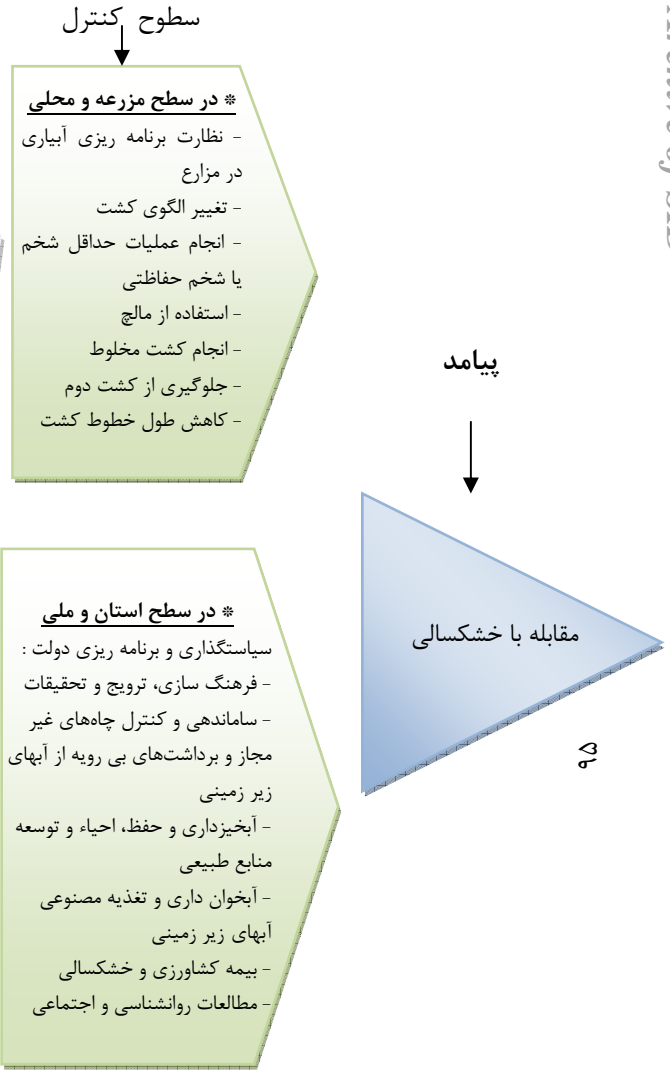 سطوح کنترل
* در سطح مزرعه و محلی
- نظارت برنامه ریزی آبیاری
در مزارع
- تغییر الگوی کشت
- انجام عملیات حداقل شخم
یا شخم حفاظتی
- استفاده از مالچ
- انجام کشت مخلوط
- جلوگیری از کشت دوم
- کاهش طول خطوط کشت
پیامد
* در سطح استان و ملی
سیاستگذاری و برنامه ریزی دولت :
- فرهنگ سازی، ترویج و تحقیقات
- ساماندهی و کنترل چاه‌های غیر
مجاز و برداشت‌های بی رویه از آبهای
زیر زمینی
- آبخیزداری و حفظ، احیاء و توسعه
منابع طبیعی
- آبخوان داری و تغذیه مصنوعی
آبهای زیر زمینی
- بیمه کشاورزی و خشکسالی
- مطالعات روانشناسی و اجتماعی
مقابله با خشکسالی
۹۵